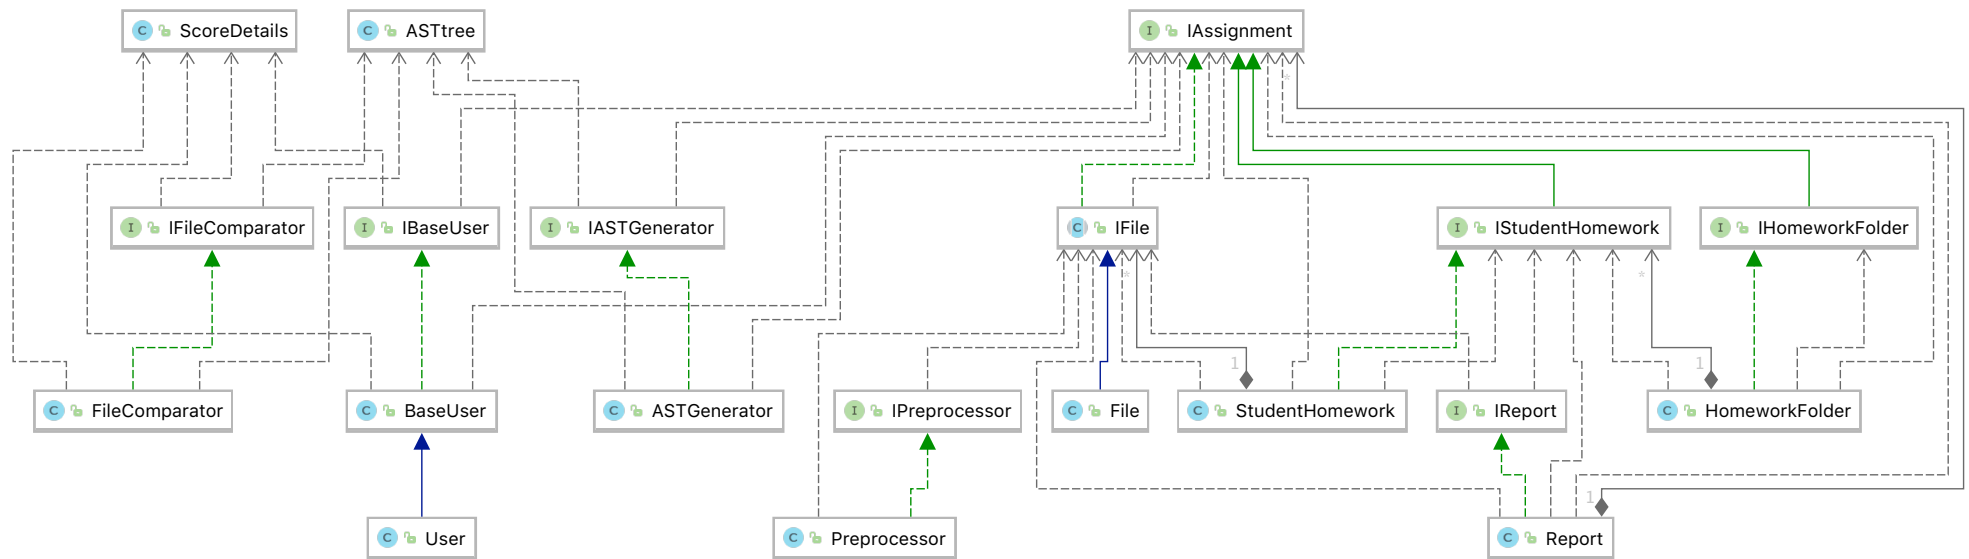 C ScoreDetails
C ASTtree
I IAssignment
*
I IFileComparator
I IBaseUser
I IASTGenerator
C IFile
I IStudentHomework
I IHomeworkFolder
*
*
1
1
C FileComparator
C BaseUser
C ASTGenerator
I IPreprocessor
C File
C StudentHomework
I IReport
C HomeworkFolder
1
C User
C Preprocessor
C Report